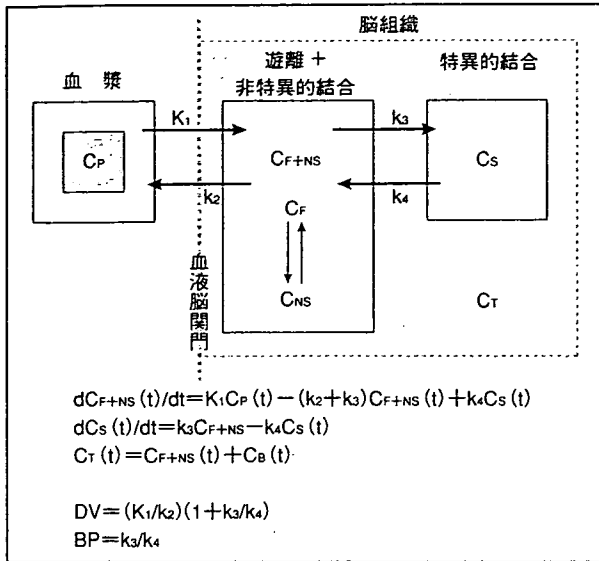 脳組織
遊離 +
非特異的結合
特異的結合
血 漿
K1
k3
CP
CF+NS
CS
k2
k4
CF
CNS
CT
血液脳関門
dCF+NS(t)/dt=K1CP(t)−(k2+k3)CF+NS(t)+k4CS(t)
dCS(t)/dt=k3CF+NS−k4CS(t)
CT(t)=CF+NS(t)+CB(t)
DV=(K1/k2)(1+k3/k4)
BP=k3/k4